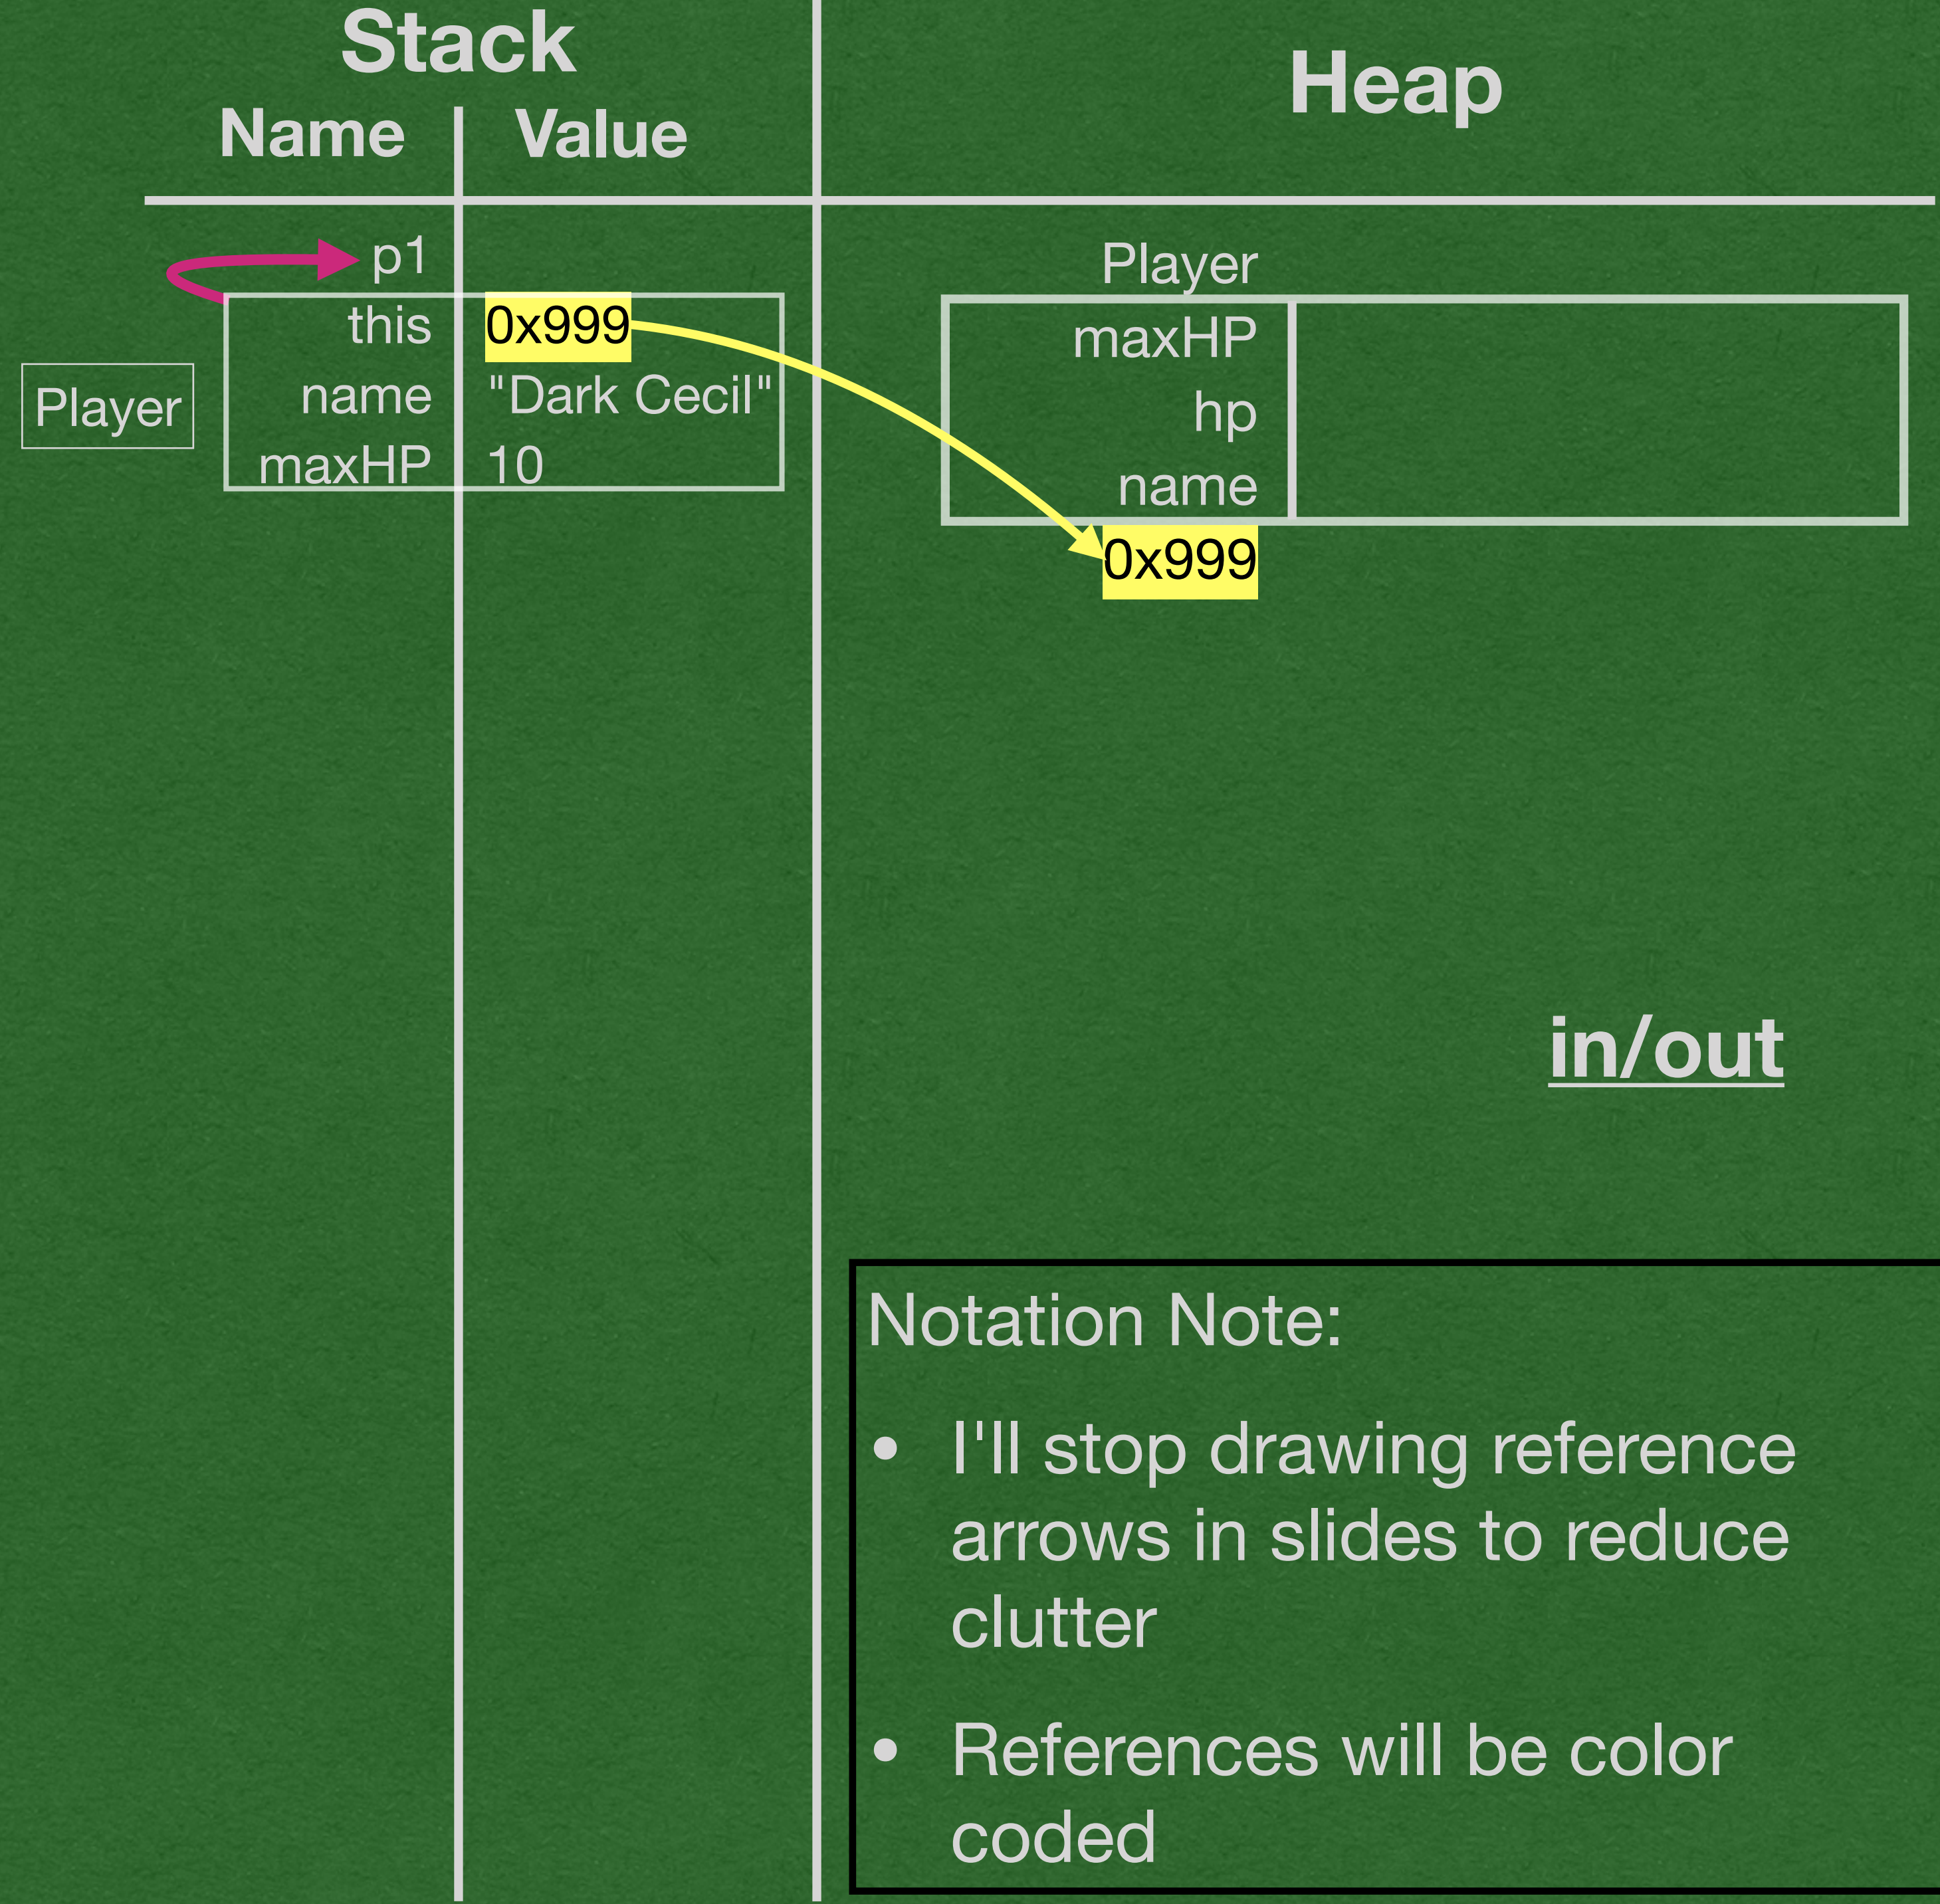 Stack
Heap
Name Value
p1
this 0x999
name "Dark Cecil"
maxHP 10
Player
Player
maxHP
hp
name
0x999
in/out
Notation Note:
• I'll stop drawing reference
arrows in slides to reduce
clutter
• References will be color
coded